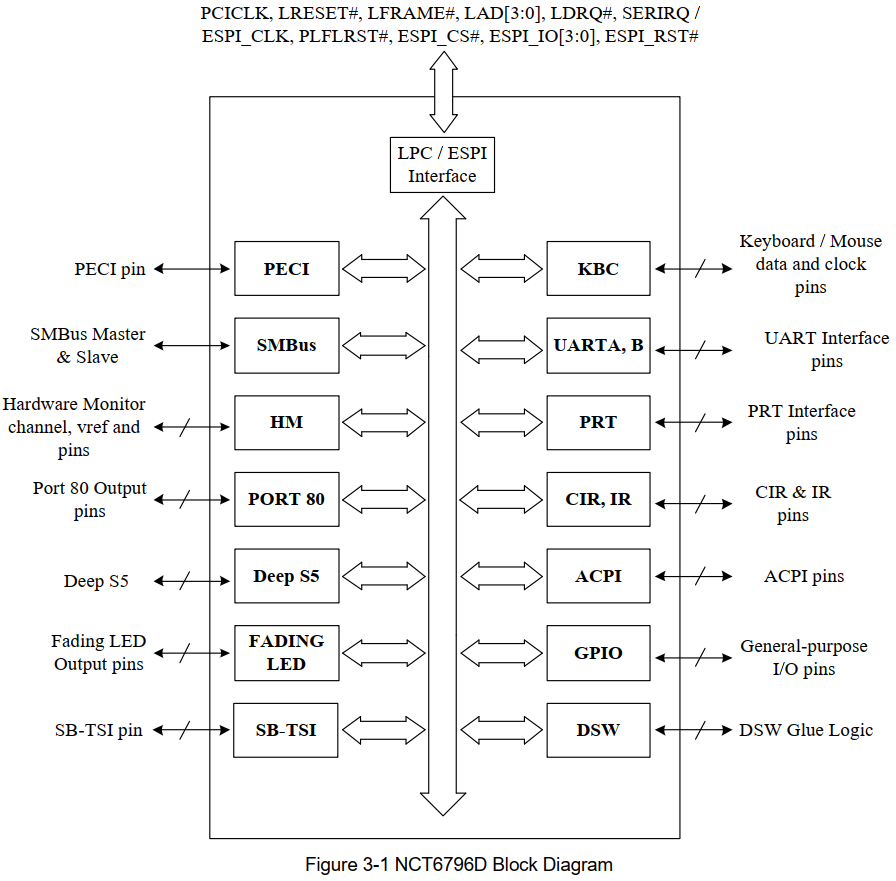 PCICLK, LRESET#, LFRAME#, LAD[3:0], LDRQ#, SERIRQ /
ESPI_CLK, PLFLRST#, ESPI_CS#, ESPI_IO[3:0], ESPI_RST#
LPC / ESPI
Interface
PECI pin
PECI
KBC
Keyboard / Mouse
data and clock
pins
SMBus Master
& Slave
SMBus
UARTA, B
UART Interface
pins
Hardware Monitor
channel, vref and
pins
HM
PRT
PRT Interface
pins
Port 80 Output
pins
PORT 80
CIR, IR
CIR & IR
pins
Deep S5
Deep S5
ACPI
ACPI pins
Fading LED
Output pins
FADING
LED
GPIO
General-purpose
I/O pins
SB-TSI pin
SB-TSI
DSW
DSW Glue Logic
Figure 3-1 NCT6796D Block Diagram